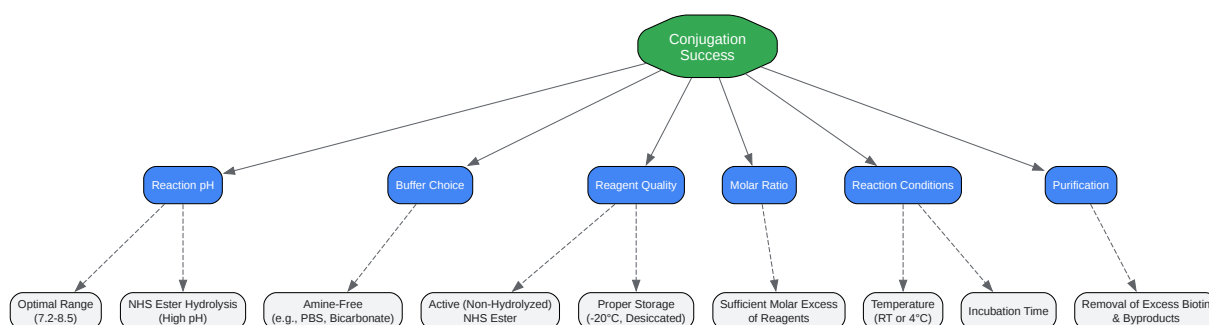 Conjugation
Success
Reaction pH
Buffer Choice
Reagent Quality
Molar Ratio
Reaction Conditions
Purification
Optimal Range
(7.2-8.5)
NHS Ester Hydrolysis
(High pH)
Amine-Free
(e.g., PBS, Bicarbonate)
Active (Non-Hydrolyzed)
NHS Ester
Proper Storage
(-20°C, Desiccated)
Sufficient Molar Excess
of Reagents
Temperature
(RT or 4°C)
Incubation Time
Removal of Excess Biotin
& Byproducts